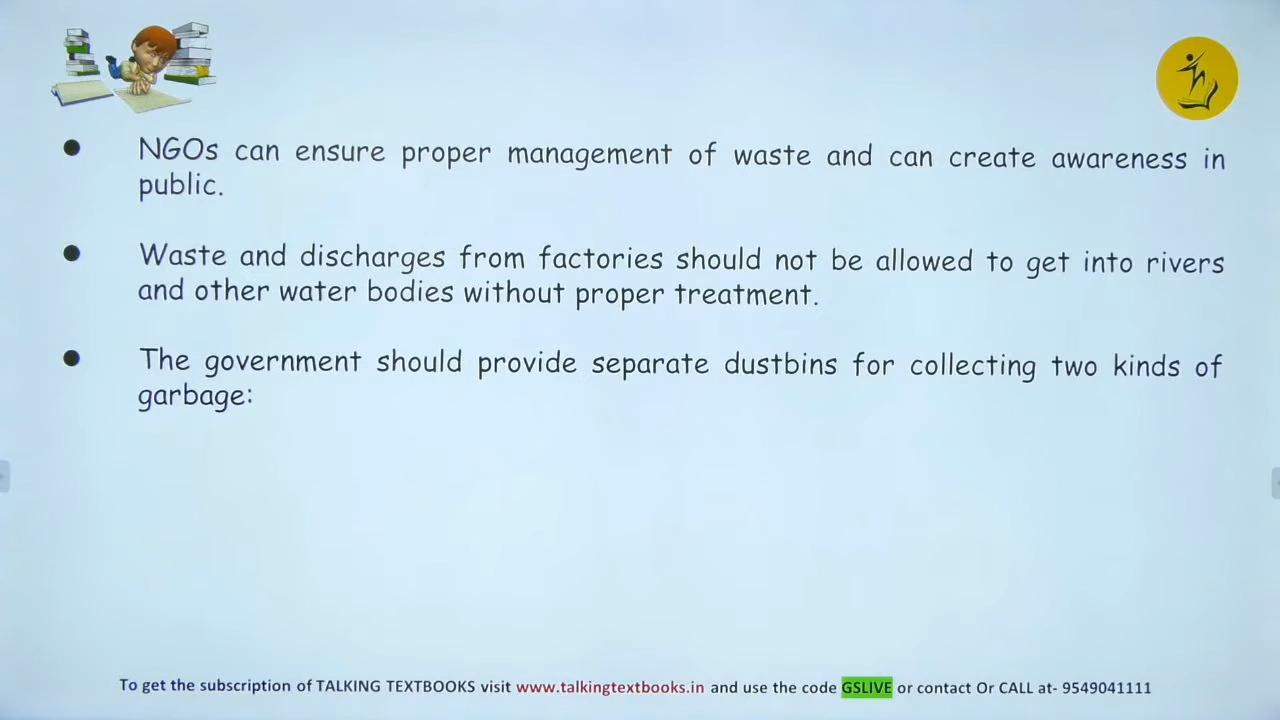 NGOs can ensure proper management of waste and can create awareness in
public.
Waste and discharges from factories should not be allowed to get into rivers
and other water bodies without proper treatment.
The government should provide separate dustbins for collecting two kinds of
garbage:
To get the subscription of TALKING TEXTBOOKS visit www.talkingtextbooks.in and use the code GSLIVE or contact Or CALL at- 9549041111